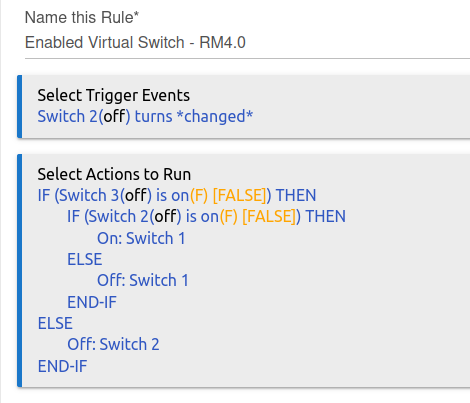 Name this Rule*
Enabled Virtual Switch - RM4.0
Select Trigger Events
Switch 2(off) turns *changed*
Select Actions to Run
IF (Switch 3(off) is on(F) [FALSE]) THEN
IF (Switch 2(off) is on(F) [FALSE]) THEN
On: Switch 1
ELSE
Off: Switch 1
END-IF
ELSE
Off: Switch 2
END-IF